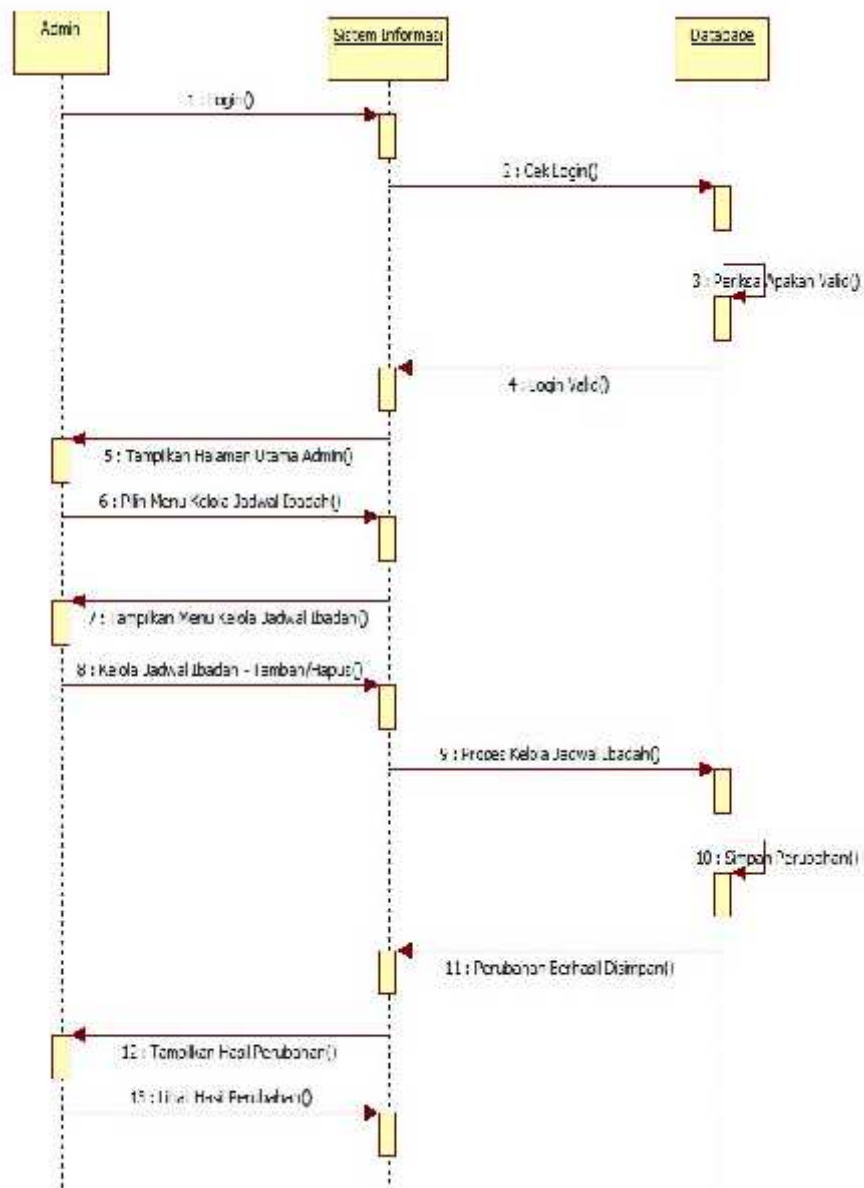 Admin
Sistem Informasi
Database
1 : Login()
2 : Cek Login()
3 : Periksa Apakah Valid()
4 : Login Valid()
5 : Tampilkan Halaman Utama Admin()
6 : Pilih Menu Kelola Jadwal Ibadah()
7 : Tampilkan Menu Kelola Jadwal Ibadah()
8 : Kelola Jadwal Ibadah - Tambah/Hapus()
9 : Proses Kelola Jadwal Ibadah()
10 : Simpan Perubahan()
11 : Perubahan Berhasil Disimpan()
12 : Tampilkan Hasil Perubahan()
13 : Lihat Hasil Perubahan()